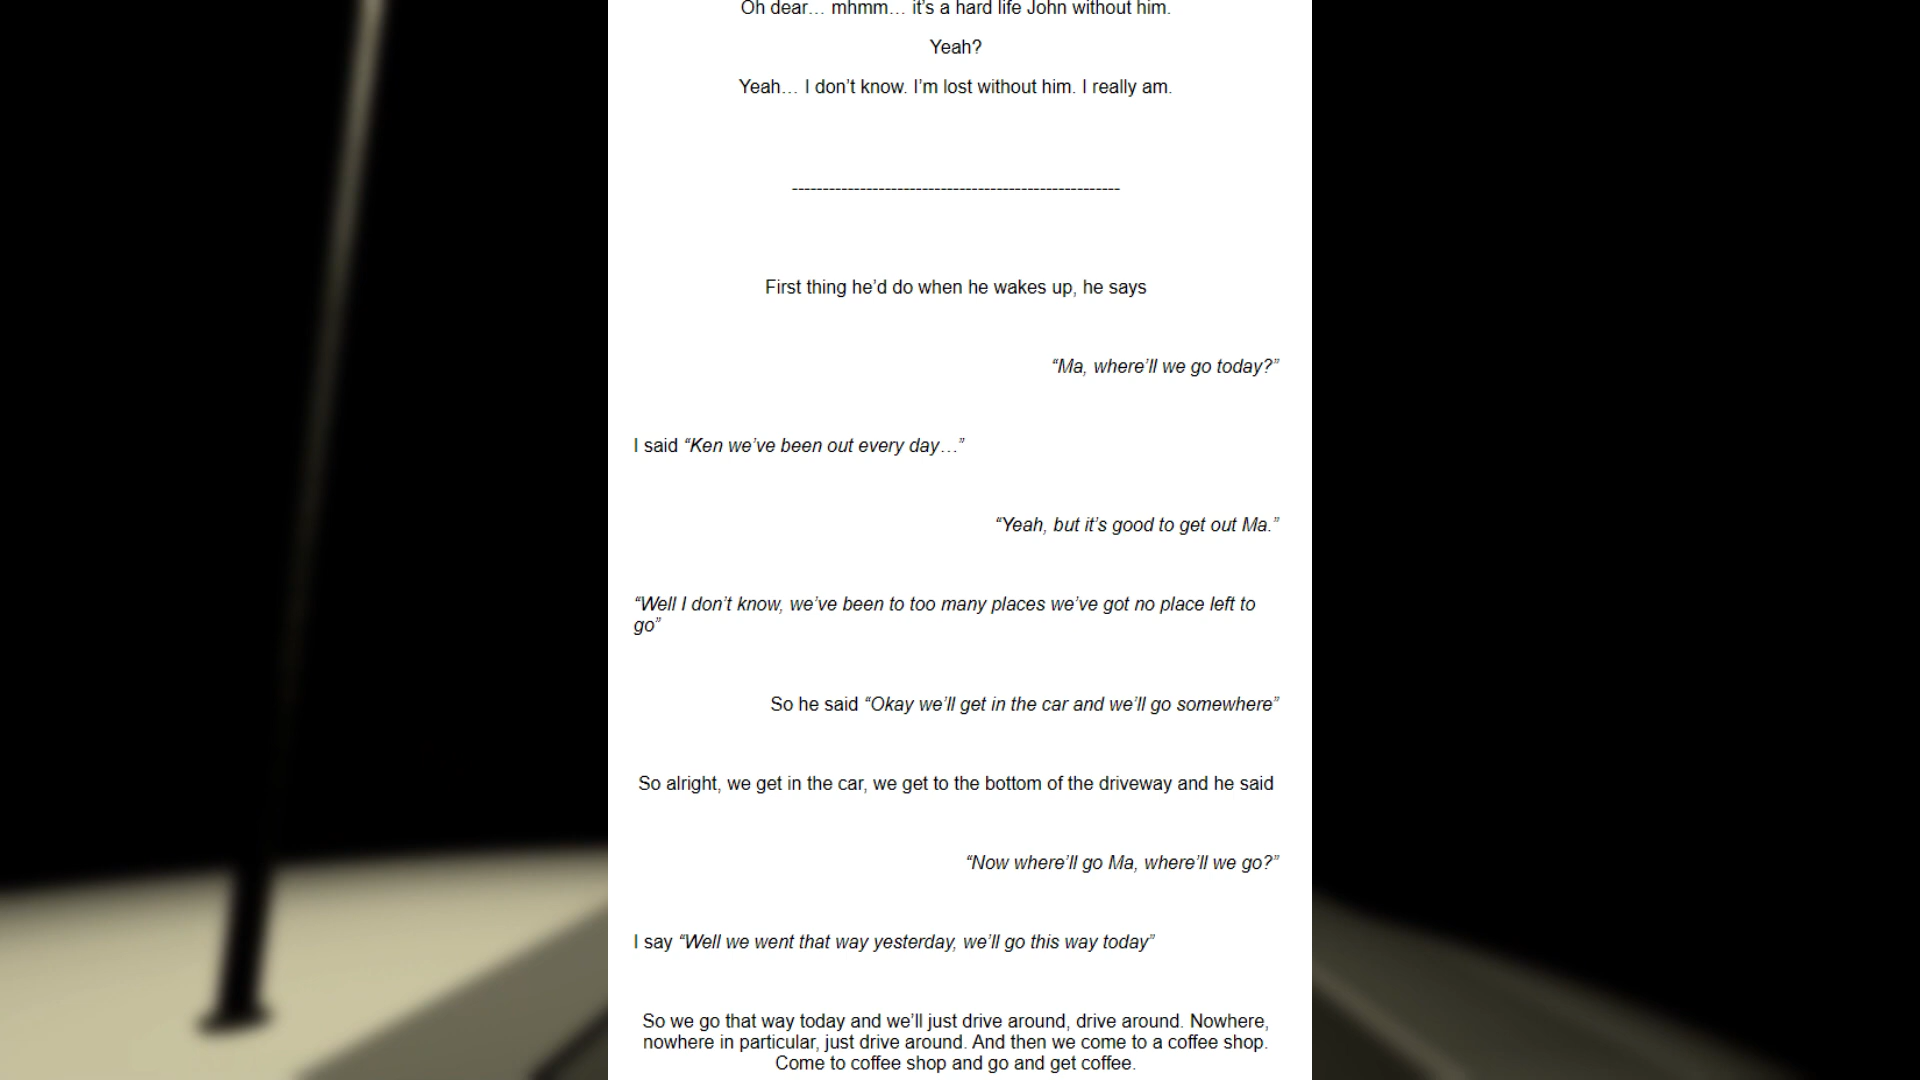 Oh dear… mhmm… it’s a hard life John without him.
Yeah?
Yeah… I don’t know. I’m lost without him. I really am.
-----------------------------------------------------
First thing he’d do when he wakes up, he says
“Ma, where’ll we go today?”
I said “Ken we’ve been out every day…”
“Yeah, but it’s good to get out Ma.”
“Well I don’t know, we’ve been to too many places we’ve got no place left to
go”
So he said “Okay we’ll get in the car and we’ll go somewhere”
So alright, we get in the car, we get to the bottom of the driveway and he said
“Now where’ll go Ma, where’ll we go?”
I say “Well we went that way yesterday, we’ll go this way today”
So we go that way today and we’ll just drive around, drive around. Nowhere,
nowhere in particular, just drive around. And then we come to a coffee shop.
Come to coffee shop and go and get coffee.